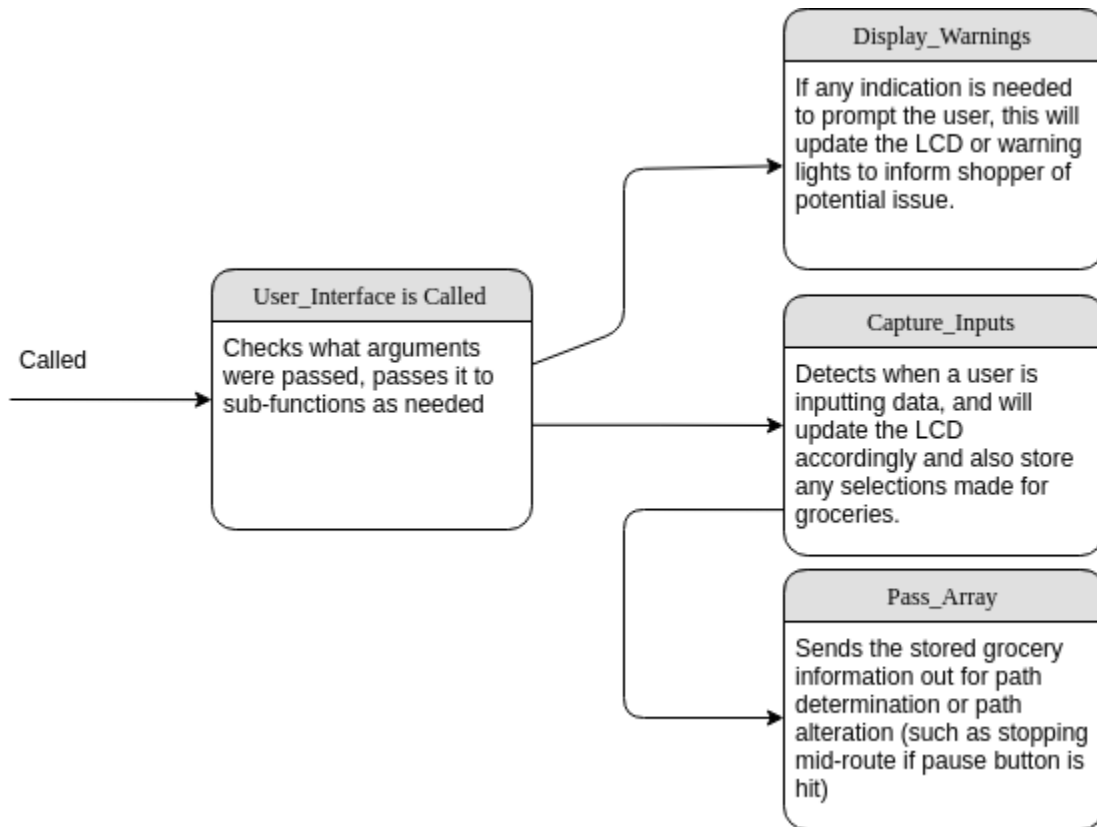 Display_Warnings
If any indication is needed
to prompt the user, this will
update the LCD or warning
lights to inform shopper of
potential issue.
User_Interface is Called
Called
Checks what arguments
were passed, passes it to
sub-functions as needed
Capture_Inputs
Detects when a user is
inputting data, and will
update the LCD
accordingly and also store
any selections made for
groceries.
Pass_Array
Sends the stored grocery
information out for path
determination or path
alteration (such as stopping
mid-route if pause button is
hit)